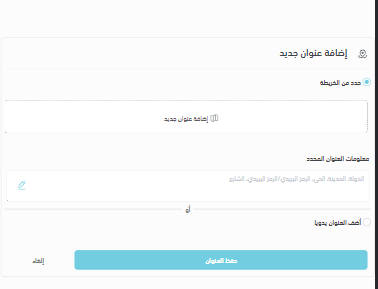 إضافة عنوان جديد
حدد من الخريطة
إضافة عنوان جديد
معلومات العنوان المحدد
الدولة، المدينة، الحي، الرمز البريدي/الرمز البريدي، الشارع
أو
أضف العنوان يدويا
حفظ العنوان
إلغاء